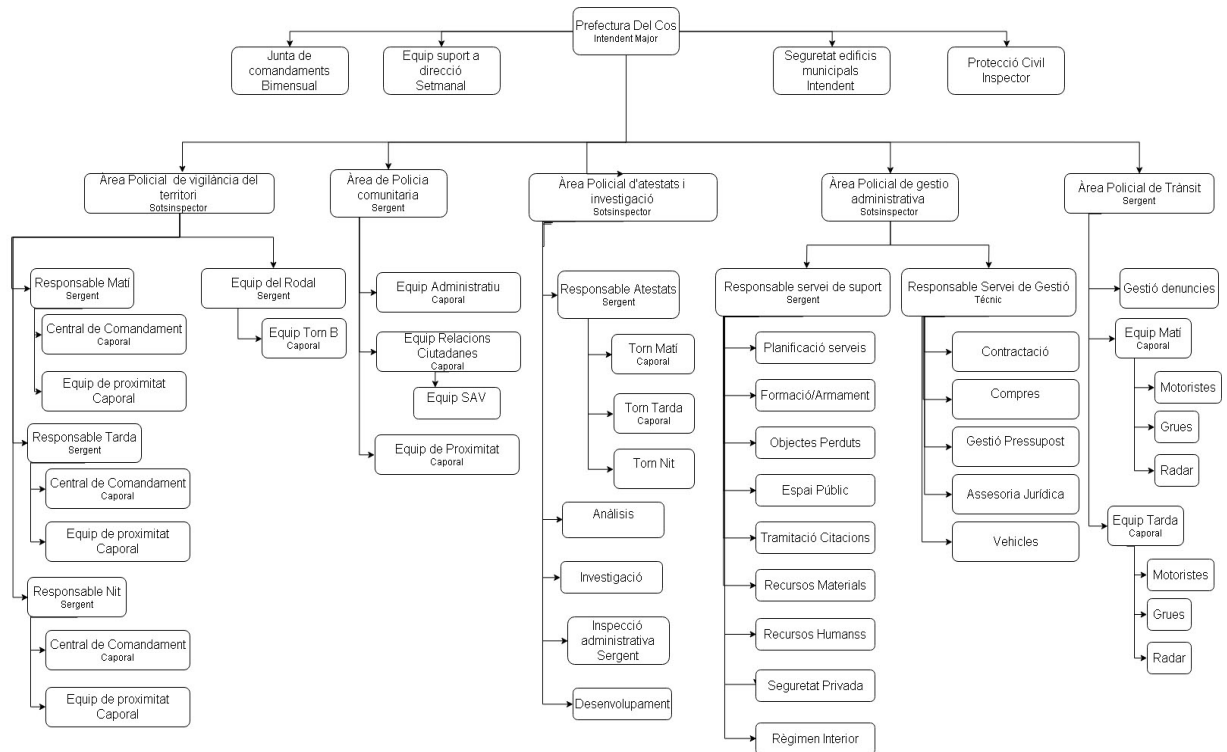 Prefectura Del Cos
Intendent Major
Junta de
comandaments
Bimensual
Equip suport a
direcció
Setmanal
Seguretat edificis
municipals
Intendent
Protecció Civil
Inspector
Àrea Policial de vigilància del
territori
Sotsinspector
Àrea de Policia
comunitaria
Sergent
Àrea Policial d'atestats i
investigació
Sotsinspector
Àrea Policial de gestio
administrativa
Sotsinspector
Àrea Policial de Trànsit
Sergent
Responsable Matí
Sergent
Central de Comandament
Caporal
Equip de proximitat
Caporal
Responsable Tarda
Sergent
Central de Comandament
Caporal
Equip de proximitat
Caporal
Responsable Nit
Sergent
Central de Comandament
Caporal
Equip de proximitat
Caporal
Equip del Rodal
Sergent
Equip Torn B
Caporal
Equip Administratiu
Caporal
Equip Relacions
Ciutadanes
Caporal
Equip SAV
Equip de Proximitat
Caporal
Responsable Atestats
Sergent
Torn Matí
Caporal
Torn Tarda
Caporal
Torn Nit
Anàlisis
Investigació
Inspecció
administrativa
Sergent
Desenvolupament
Responsable servei de suport
Sergent
Planificació serveis
Formació/Armament
Objectes Perduts
Espai Públic
Tramitació Citacions
Recursos Materials
Recursos Humanss
Seguretat Privada
Règimen Interior
Responsable Servei de Gestió
Técnic
Contractació
Compres
Gestió Pressupost
Assesoria Jurídica
Vehicles
Gestió denuncies
Equip Matí
Caporal
Motoristes
Grues
Radar
Equip Tarda
Caporal
Motoristes
Grues
Radar